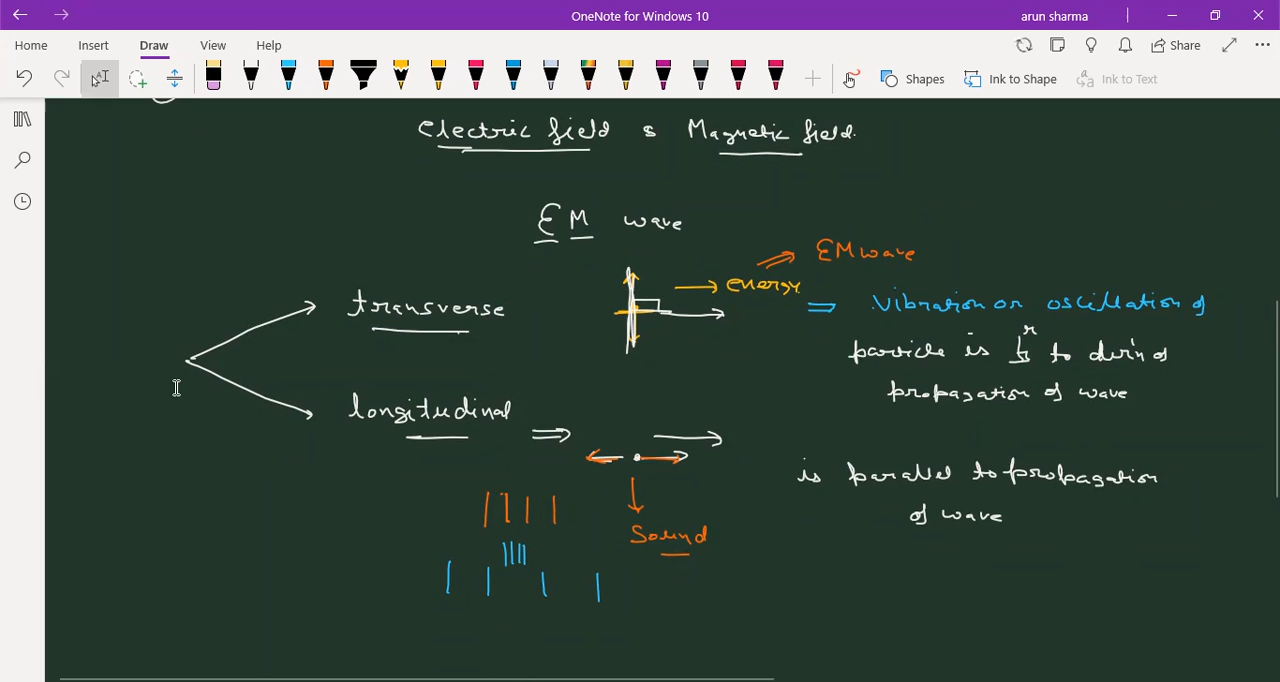 OneNote for Windows 10
arun sharma
Home Insert Draw View Help
Share
Shapes Ink to Shape Ink to Text
Electric field & Magnetic field.
EM wave
EM wave
energy
transverse
⇒ Vibration or oscillation of
particle is ⊥r to dirn of
propagation of wave
longitudinal ⇒
is parallel to propagation
of wave
Sound